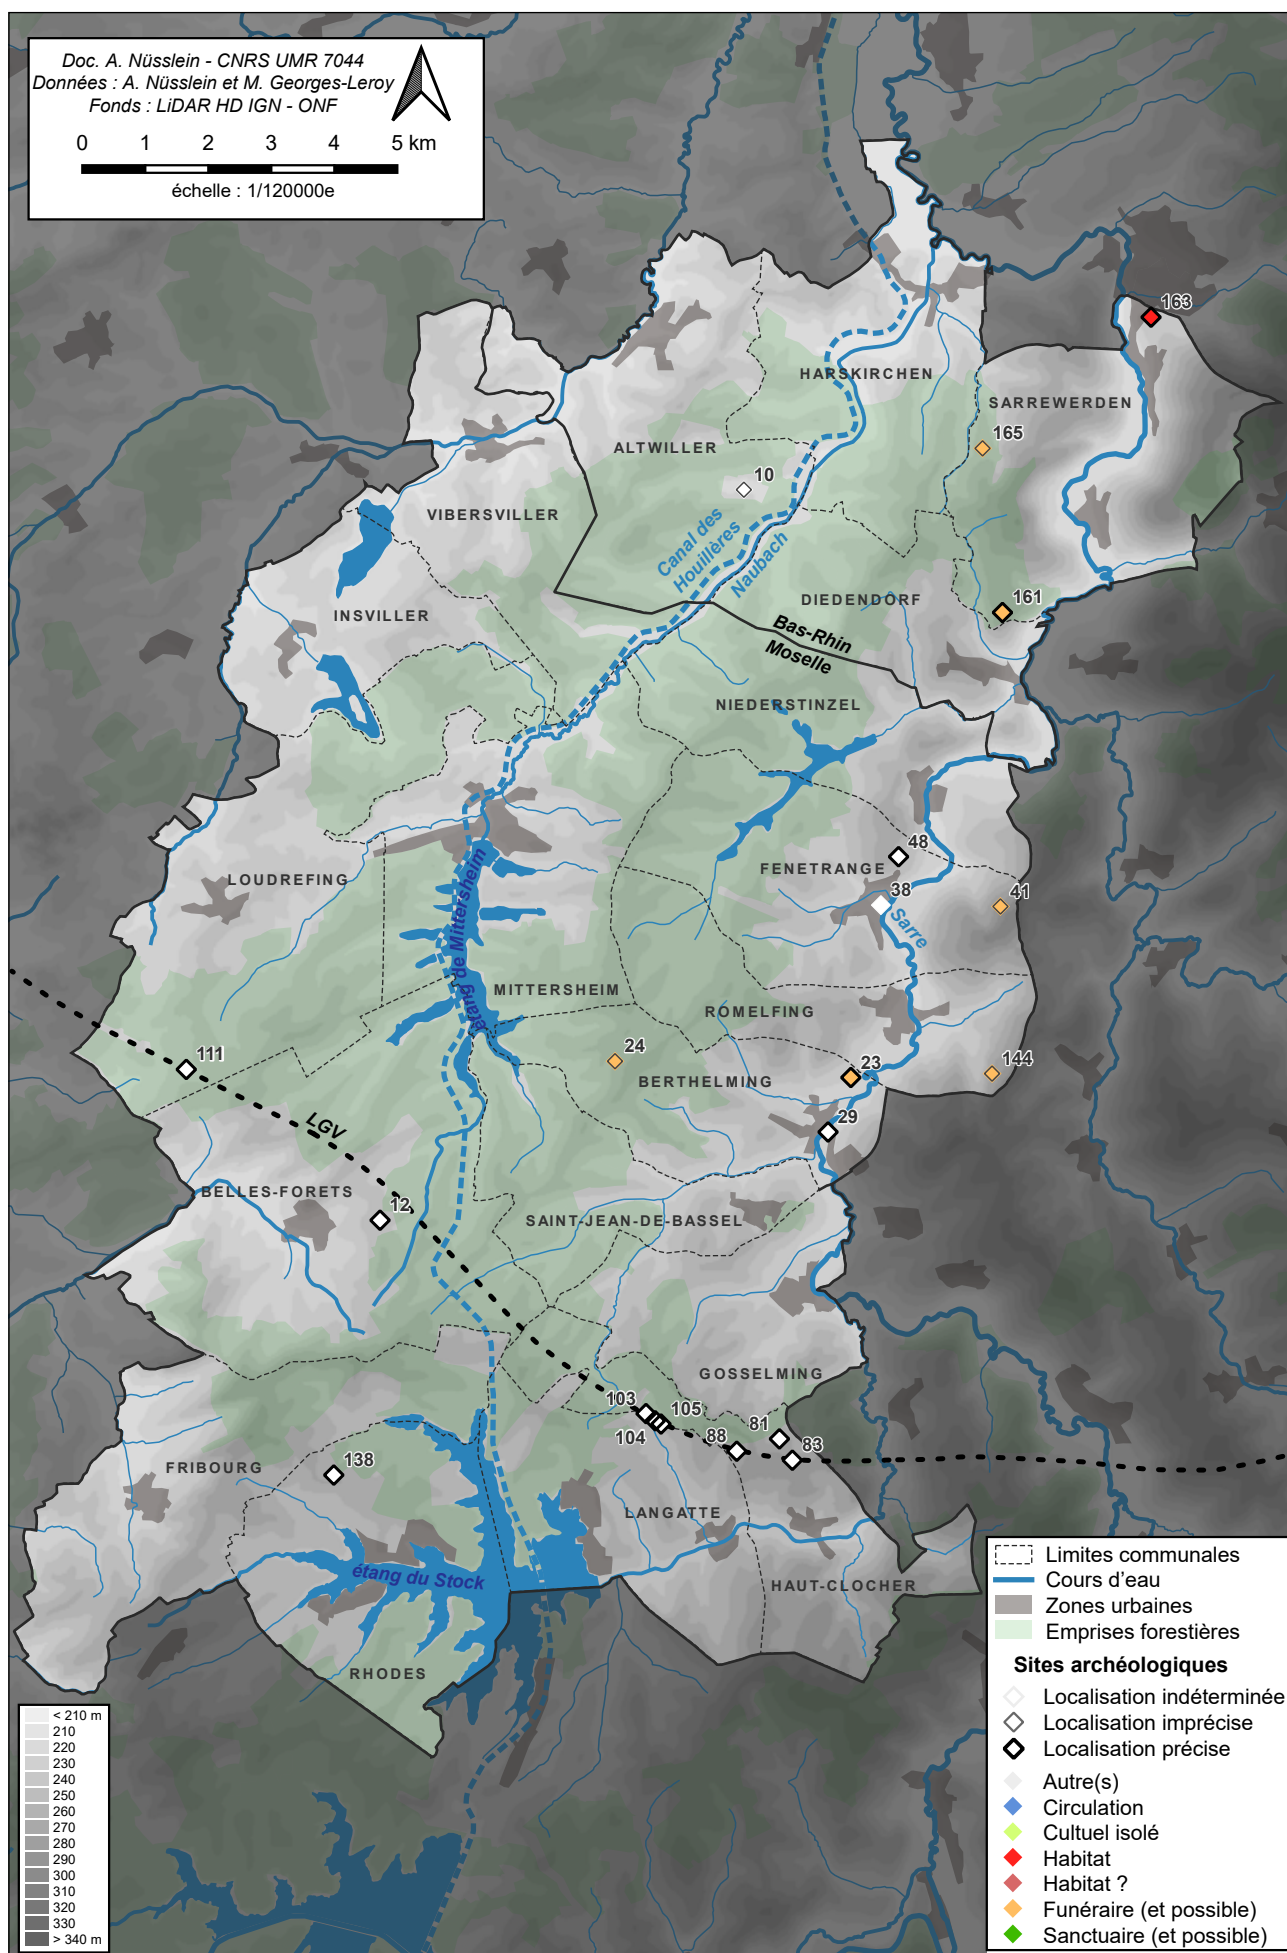 Doc. A. Nüsslein - CNRS UMR 7044
Données : A. Nüsslein et M. Georges-Leroy
Fonds : LiDAR HD IGN - ONF
0 1 2 3 4 5 km
échelle : 1/120000e
163
HARSKIRCHEN
SARREWERDEN
165
ALTWILLER
10
VIBERSVILLER
Canal des
Houillères
Naubach
INSVILLER
DIEDENDORF
161
Bas-Rhin
Moselle
NIEDERSTINZEL
48
FENETRANGE
LOUDREFING
38
41
Sarre
étang de Mittersheim
MITTERSHEIM
ROMELFING
111
24
BERTHELMING
23
144
LGV
29
BELLES-FORETS
12
SAINT-JEAN-DE-BASSEL
GOSSELMING
103
105
104
88
81
83
FRIBOURG
138
LANGATTE
étang du Stock
HAUT-CLOCHER
RHODES
Limites communales
Cours d'eau
Zones urbaines
Emprises forestières
Sites archéologiques
Localisation indéterminée
Localisation imprécise
Localisation précise
Autre(s)
Circulation
Cultuel isolé
Habitat
Habitat ?
Funéraire (et possible)
Sanctuaire (et possible)
< 210 m
210
220
230
240
250
260
270
280
290
300
310
320
330
> 340 m